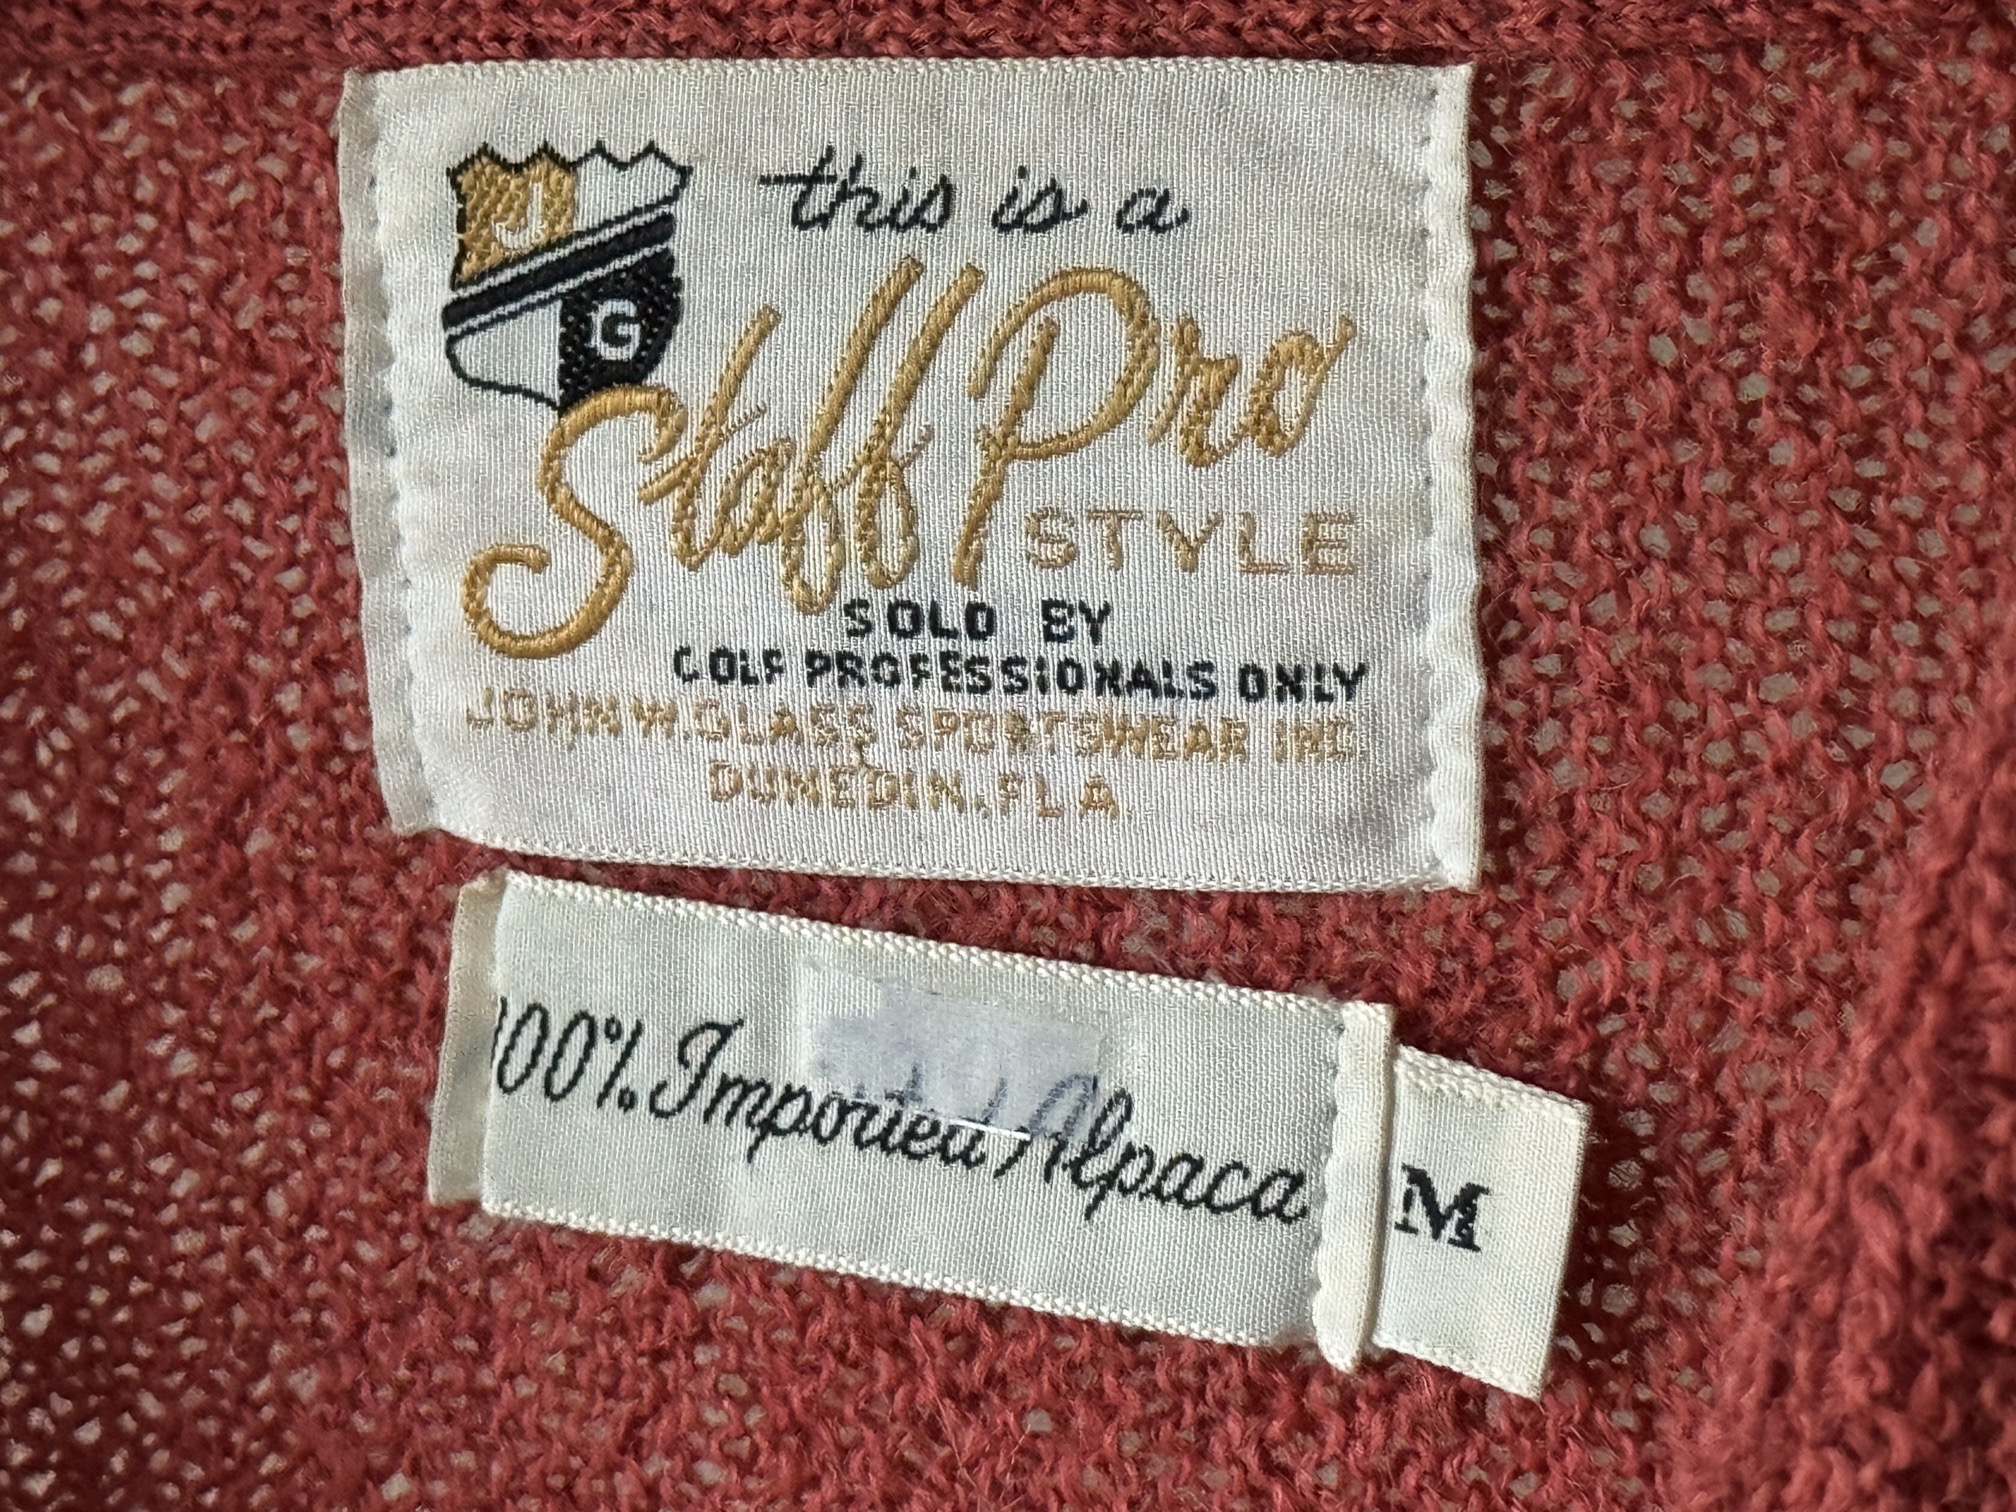 J
G
this is a
Staff Pro
STYLE
SOLD BY
GOLF PROFESSIONALS ONLY
JOHN W. GLASS SPORTSWEAR INC
DUNEDIN, FLA.
100% Imported Alpaca
M